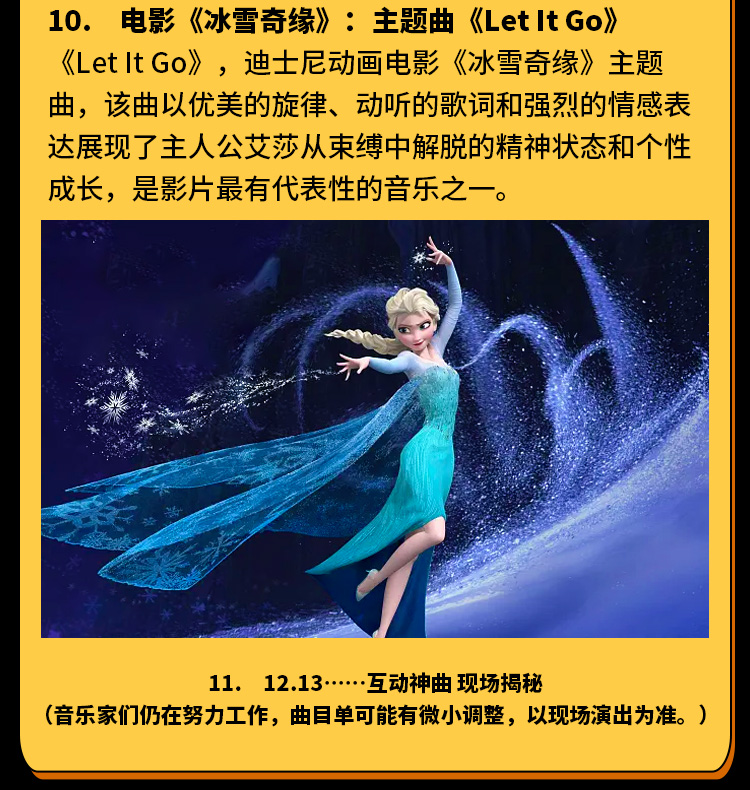 10. 电影《冰雪奇缘》：主题曲《Let It Go》
《Let It Go》，迪士尼动画电影《冰雪奇缘》主题
曲，该曲以优美的旋律、动听的歌词和强烈的情感表
达展现了主人公艾莎从束缚中解脱的精神状态和个性
成长，是影片最有代表性的音乐之一。
11. 12.13……互动神曲 现场揭秘
（音乐家们仍在努力工作，曲目单可能有微小调整，以现场演出为准。）